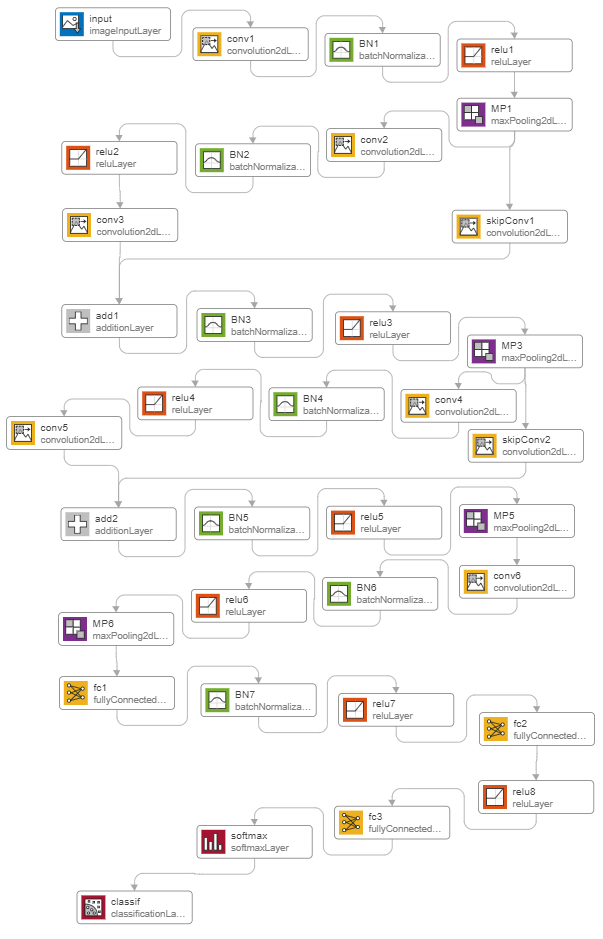 input
imageInputLayer
conv1
convolution2dL...
BN1
batchNormaliza...
relu1
reluLayer
MP1
maxPooling2dL...
conv2
convolution2dL...
BN2
batchNormaliza...
relu2
reluLayer
conv3
convolution2dL...
skipConv1
convolution2dL...
add1
additionLayer
BN3
batchNormaliza...
relu3
reluLayer
MP3
maxPooling2dL...
conv4
convolution2dL...
BN4
batchNormaliza...
relu4
reluLayer
conv5
convolution2dL...
skipConv2
convolution2dL...
add2
additionLayer
BN5
batchNormaliza...
relu5
reluLayer
MP5
maxPooling2dL...
conv6
convolution2dL...
BN6
batchNormaliza...
relu6
reluLayer
MP6
maxPooling2dL...
fc1
fullyConnected...
BN7
batchNormaliza...
relu7
reluLayer
fc2
fullyConnected...
relu8
reluLayer
fc3
fullyConnected...
softmax
softmaxLayer
classif
classificationLa...